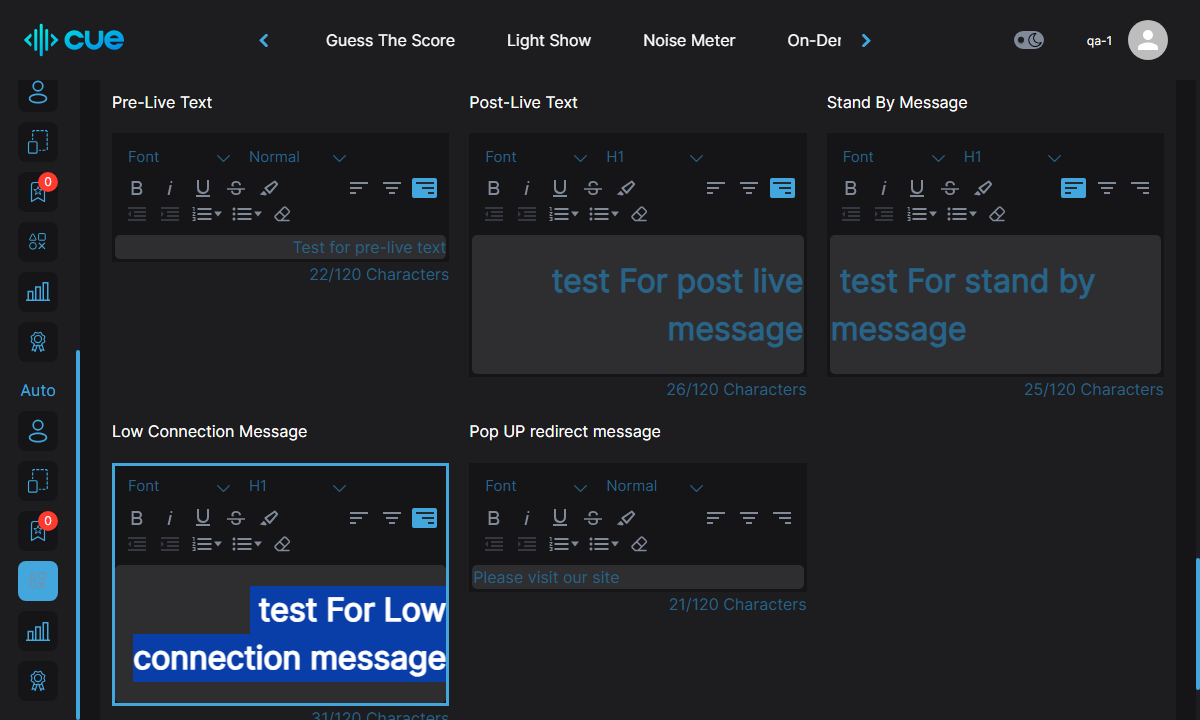 cue
Guess The Score
Light Show
Noise Meter
On-Der
qa-1
Pre-Live Text
Post-Live Text
Stand By Message
Font
Normal
Font
H1
Font
H1
B i U S
B i U S
B i U S
0
Test for pre-live text
22/120 Characters
test For post live
message
26/120 Characters
test For stand by
message
25/120 Characters
Auto
Low Connection Message
Pop UP redirect message
Font
H1
Font
Normal
B i U S
B i U S
0
test For Low
connection message
31/120 Characters
Please visit our site
21/120 Characters